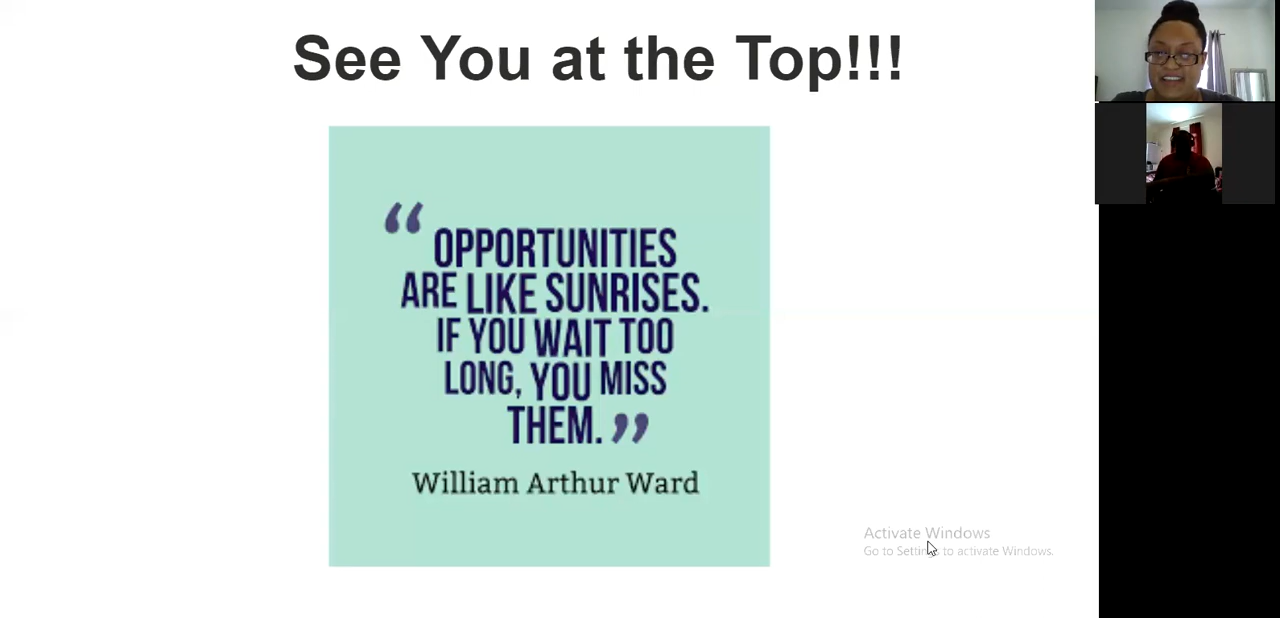 See You at the Top!!!
“OPPORTUNITIES
ARE LIKE SUNRISES.
IF YOU WAIT TOO
LONG, YOU MISS
THEM.”
William Arthur Ward
Activate Windows
Go to Settings to activate Windows.